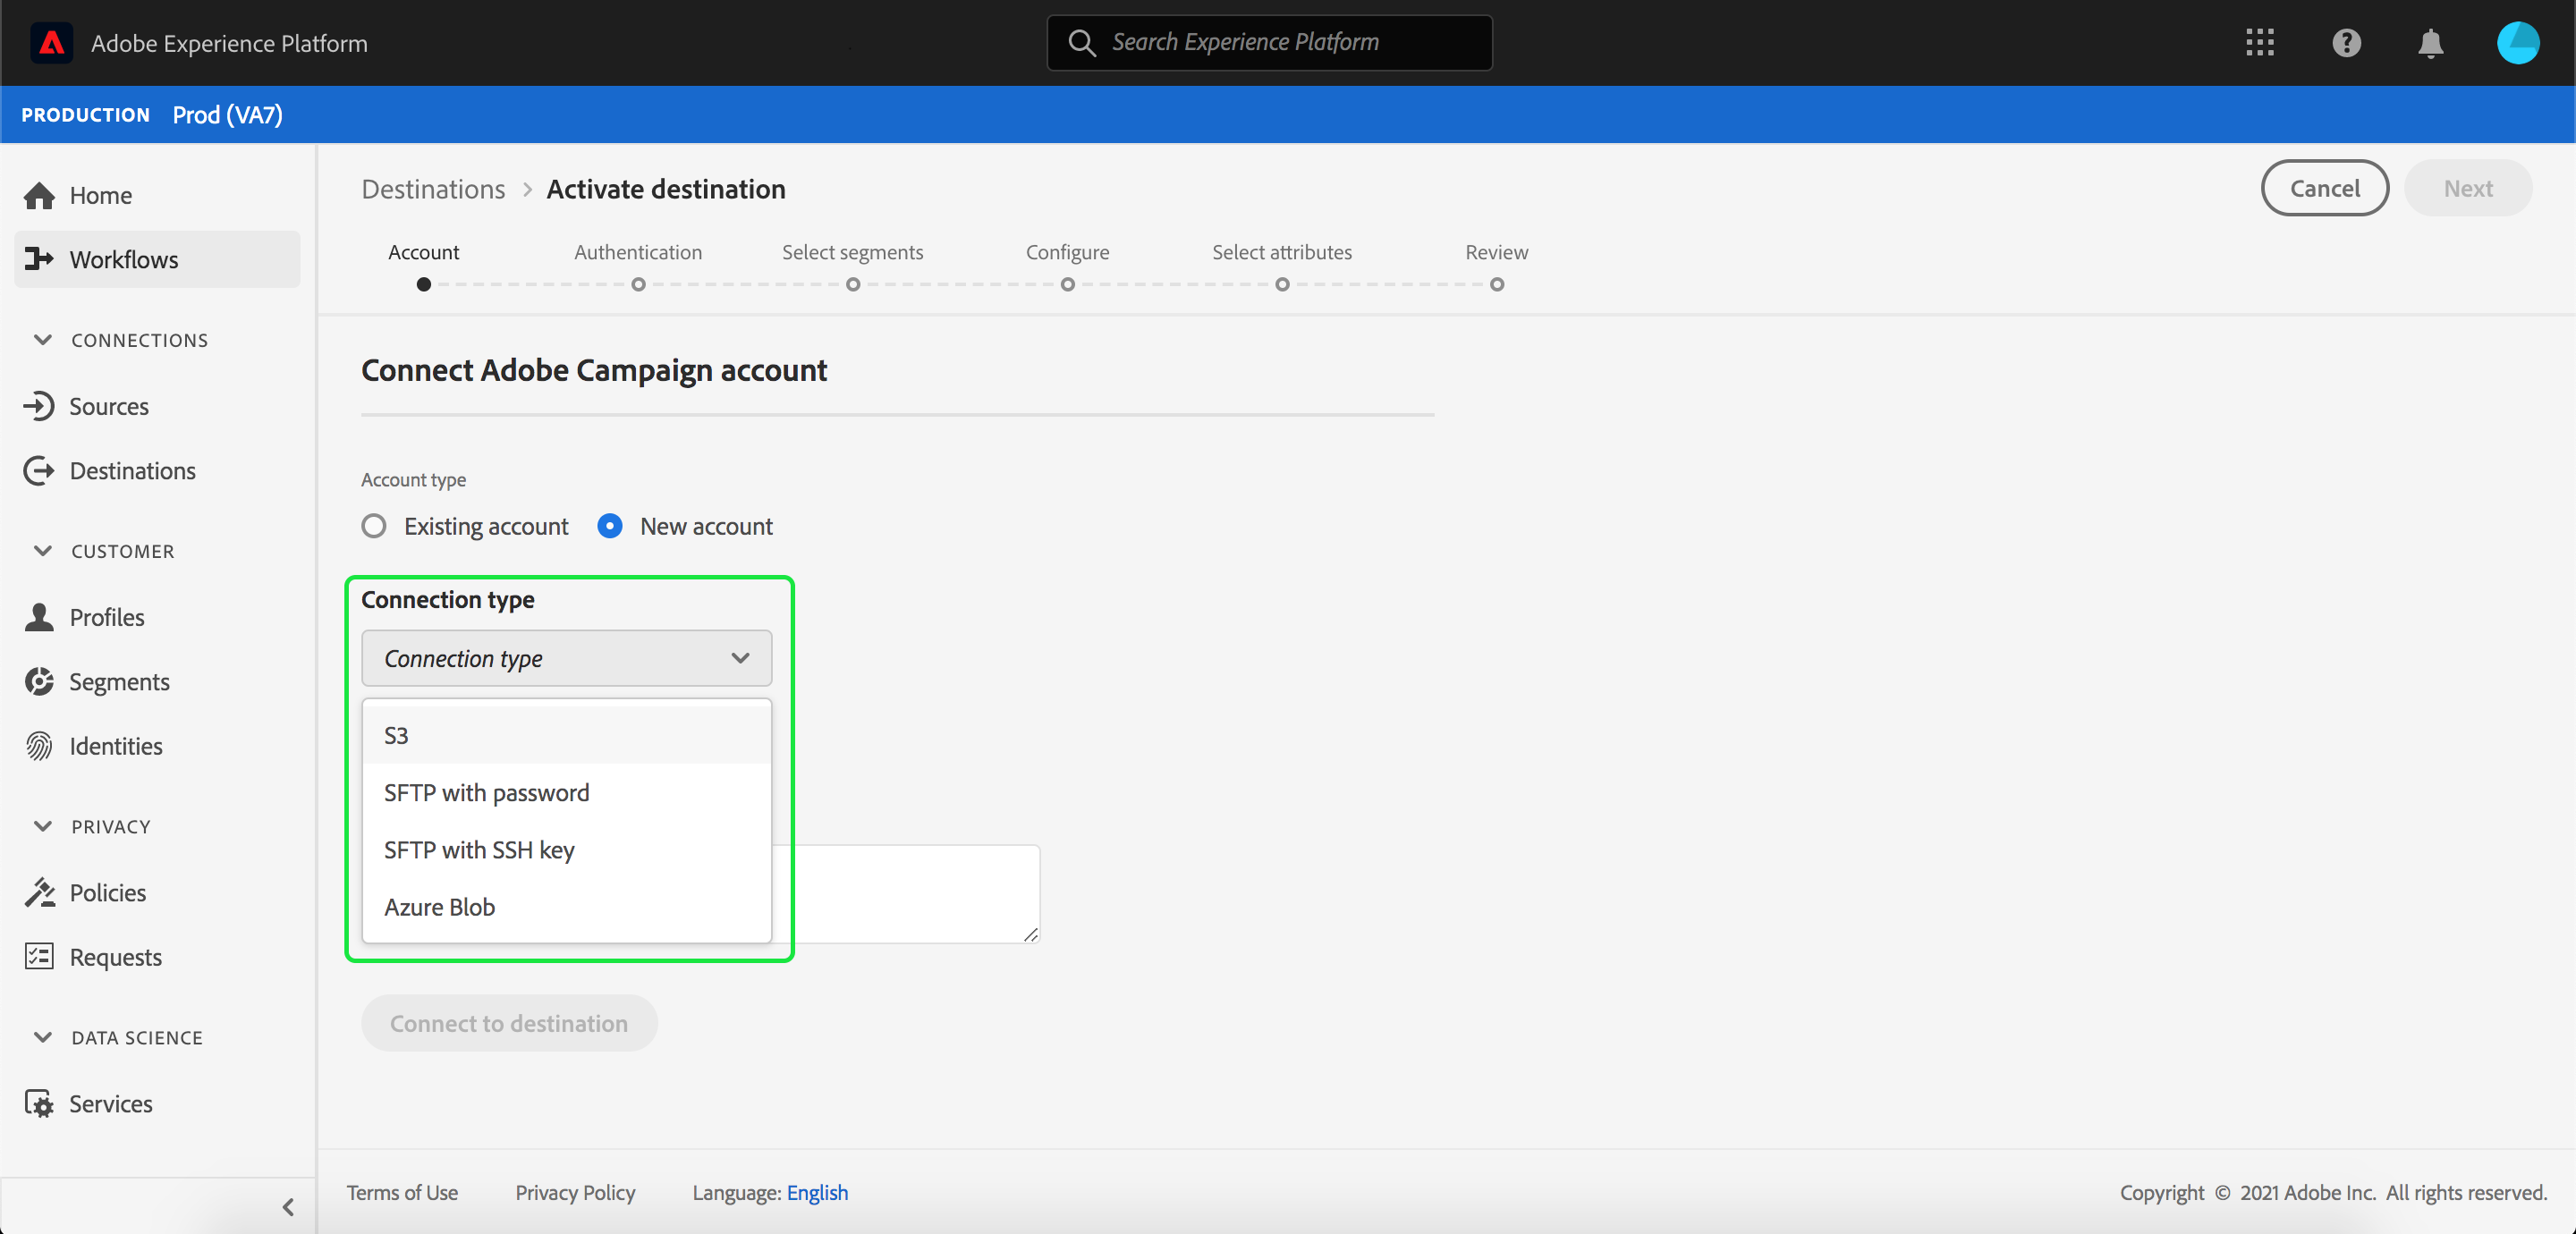 Adobe Experience Platform
Search Experience Platform
PRODUCTION Prod (VA7)
Home
Workflows
CONNECTIONS
Sources
Destinations
CUSTOMER
Profiles
Segments
Identities
PRIVACY
Policies
Requests
DATA SCIENCE
Services
Destinations > Activate destination
Cancel
Next
Account
Authentication
Select segments
Configure
Select attributes
Review
Connect Adobe Campaign account
Account type
Existing account
New account
Connection type
Connection type
S3
SFTP with password
SFTP with SSH key
Azure Blob
Connect to destination
Terms of Use
Privacy Policy
Language: English
Copyright © 2021 Adobe Inc. All rights reserved.